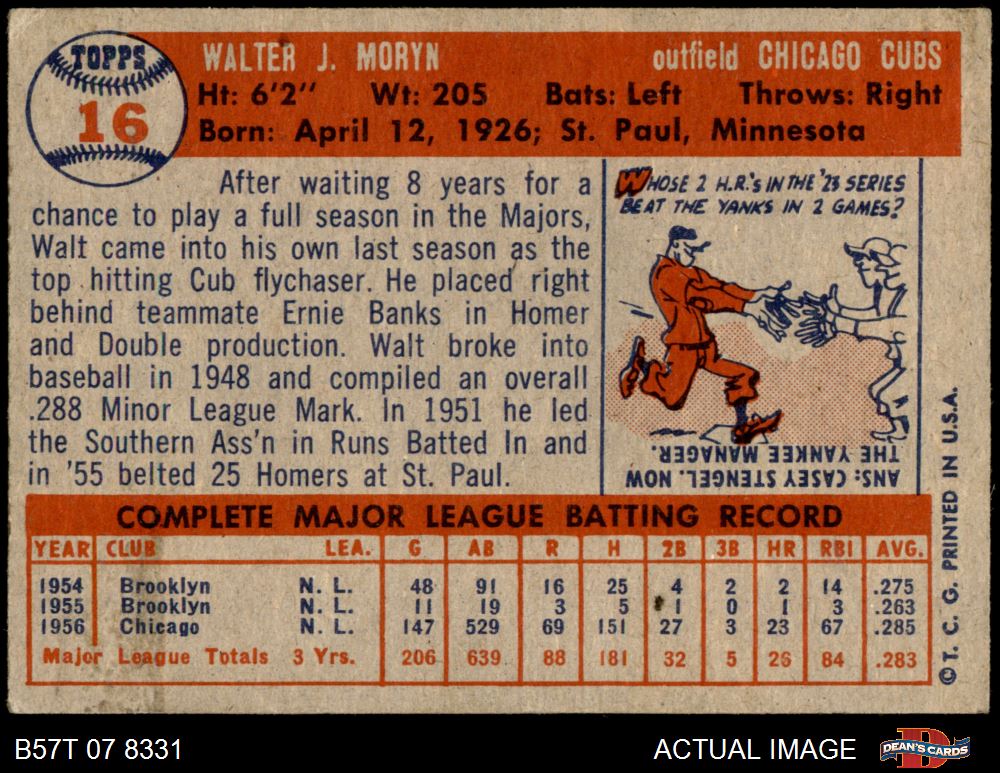 TOPPS
16
WALTER J. MORYN outfield CHICAGO CUBS
Ht: 6'2" Wt: 205 Bats: Left Throws: Right
Born: April 12, 1926; St. Paul, Minnesota
After waiting 8 years for a
chance to play a full season in the Majors,
Walt came into his own last season as the
top hitting Cub flychaser. He placed right
behind teammate Ernie Banks in Homer
and Double production. Walt broke into
baseball in 1948 and compiled an overall
.288 Minor League Mark. In 1951 he led
the Southern Ass'n in Runs Batted In and
in '55 belted 25 Homers at St. Paul.
WHOSE 2 H.R.'S IN THE '23 SERIES
BEAT THE YANKS IN 2 GAMES?
ANS: CASEY STENGEL. NOW
THE YANKEE MANAGER.
COMPLETE MAJOR LEAGUE BATTING RECORD
YEAR CLUB LEA. G AB R H 2B 3B HR RBI AVG.
1954 Brooklyn N. L. 48 91 16 25 4 2 2 14 .275
1955 Brooklyn N. L. 11 19 3 5 1 0 1 3 .263
1956 Chicago N. L. 147 529 69 151 27 3 23 67 .285
Major League Totals 3 Yrs. 206 639 88 181 32 5 26 84 .283
©T. C. G. PRINTED IN U.S.A.
B57T 07 8331 ACTUAL IMAGE
DEAN'S CARDS